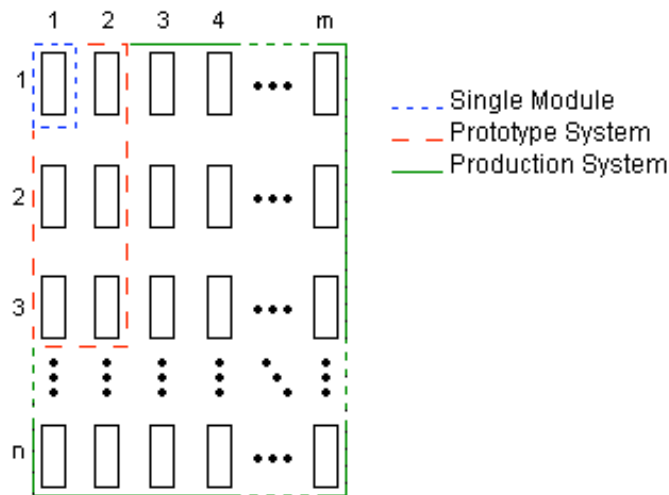 1 2 3 4 m
1
2
3
n
Single Module
Prototype System
Production System